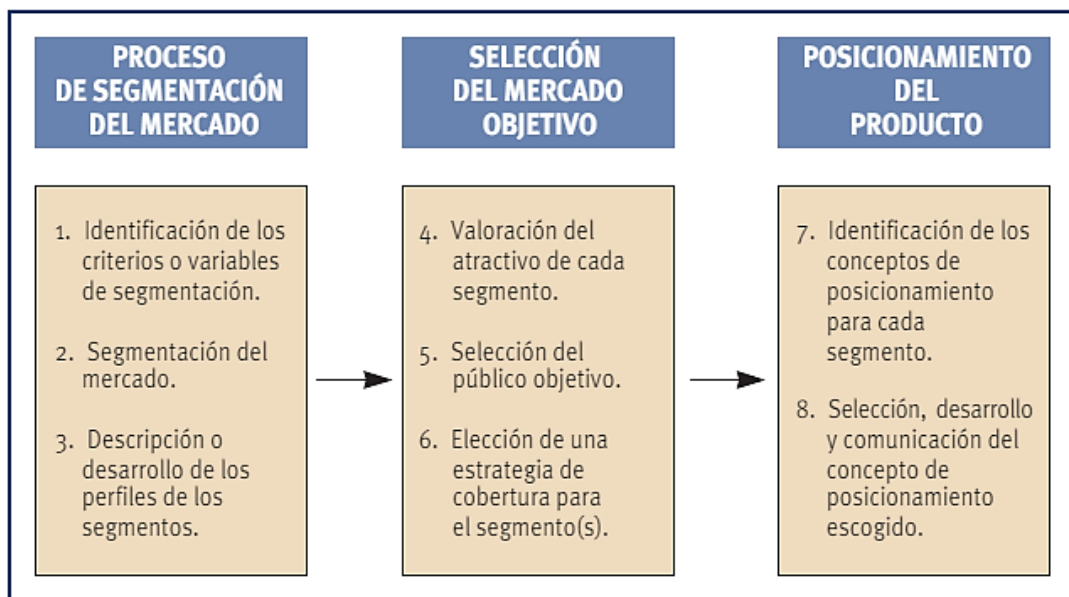 PROCESO
DE SEGMENTACIÓN
DEL MERCADO
1. Identificación de los
criterios o variables
de segmentación.
2. Segmentación del
mercado.
3. Descripción o
desarrollo de los
perfiles de los
segmentos.
SELECCIÓN
DEL MERCADO
OBJETIVO
4. Valoración del
atractivo de cada
segmento.
5. Selección del
público objetivo.
6. Elección de una
estrategia de
cobertura para
el segmento(s).
POSICIONAMIENTO
DEL
PRODUCTO
7. Identificación de los
conceptos de
posicionamiento
para cada
segmento.
8. Selección, desarrollo
y comunicación del
concepto de
posicionamiento
escogido.